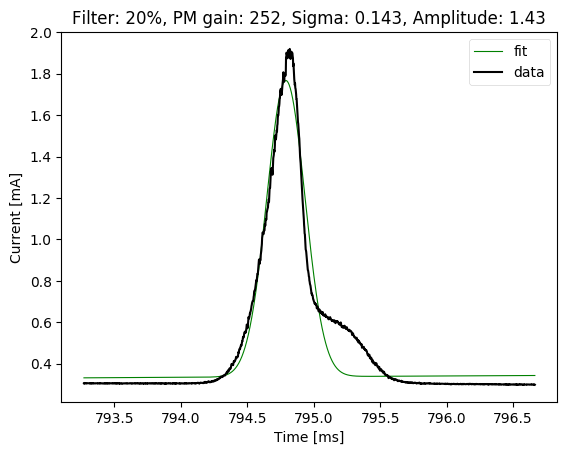 Filter: 20%, PM gain: 252, Sigma: 0.143, Amplitude: 1.43
fit
data
2.0
1.8
1.6
1.4
1.2
1.0
0.8
0.6
0.4
Current [mA]
793.5 794.0 794.5 795.0 795.5 796.0 796.5
Time [ms]